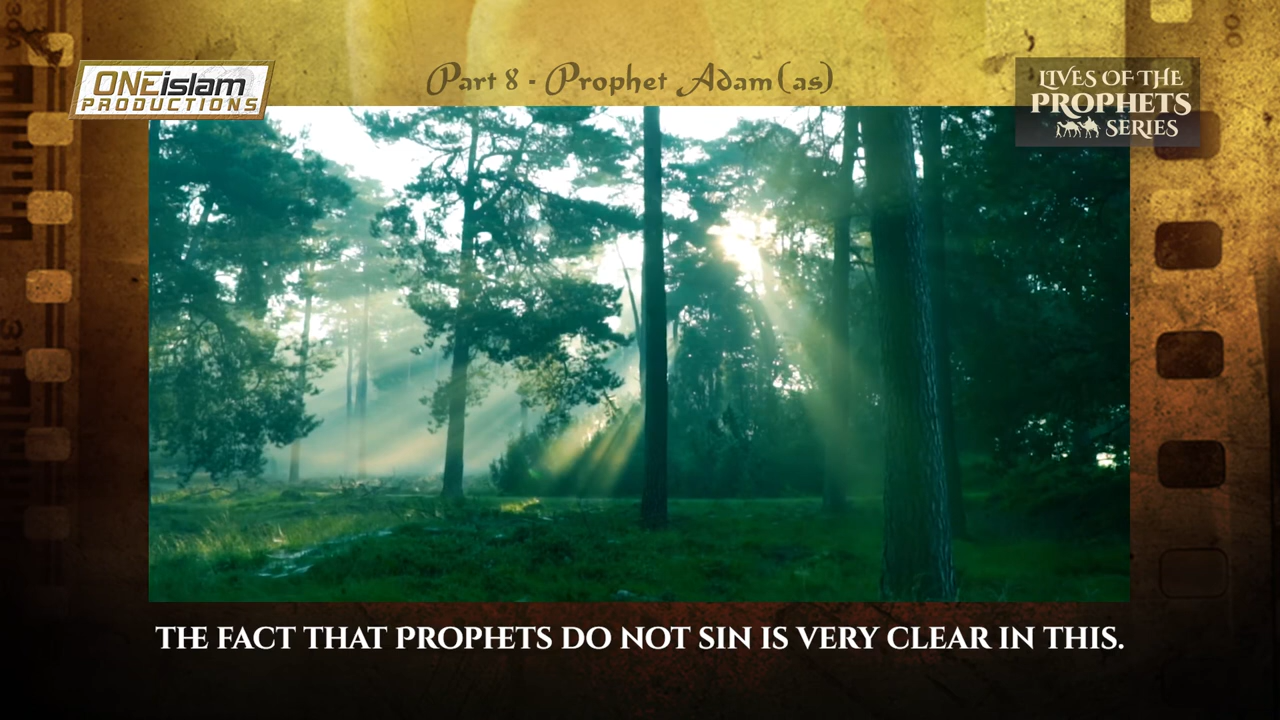 ONEislam
PRODUCTIONS
Part 8 - Prophet Adam (as)
LIVES OF THE
PROPHETS
SERIES
THE FACT THAT PROPHETS DO NOT SIN IS VERY CLEAR IN THIS.